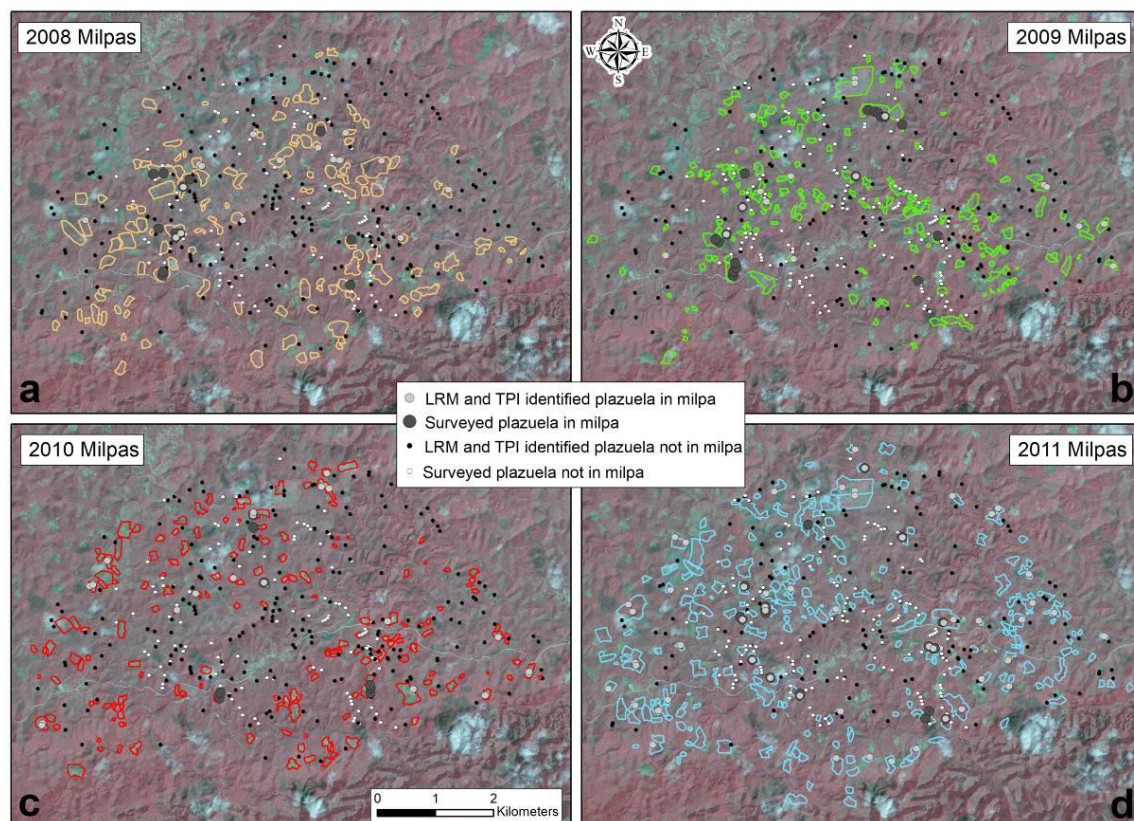 2008 Milpas
2009 Milpas
N
W E
S
a
b
LRM and TPI identified plazuela in milpa
Surveyed plazuela in milpa
LRM and TPI identified plazuela not in milpa
Surveyed plazuela not in milpa
2010 Milpas
2011 Milpas
c
0 1 2
Kilometers
d